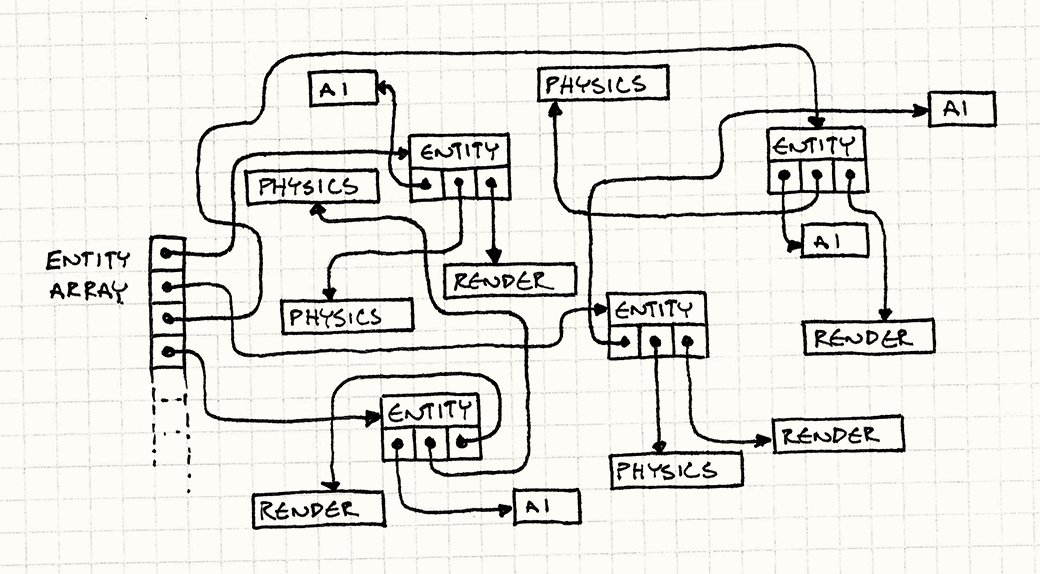 AI
PHYSICS
AI
ENTITY
ENTITY
PHYSICS
AI
ENTITY
ARRAY
RENDER
ENTITY
PHYSICS
RENDER
ENTITY
RENDER
PHYSICS
RENDER
AI